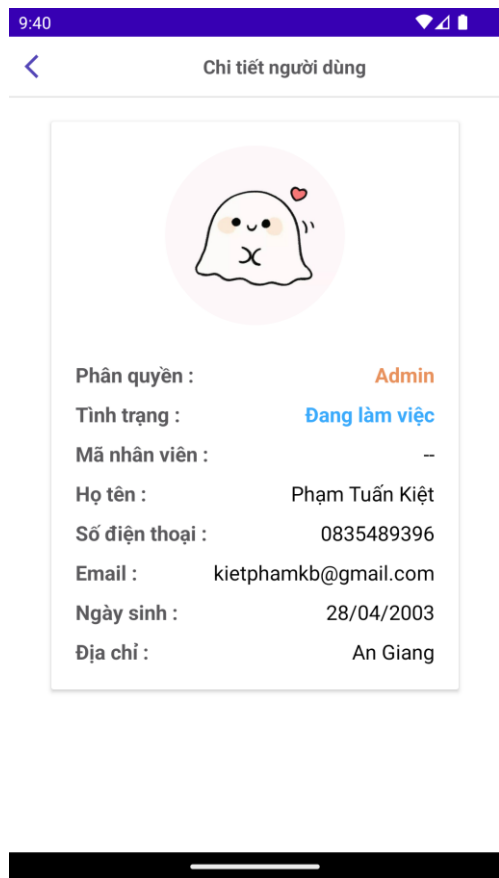 9:40
Chi tiết người dùng
Phân quyền : Admin
Tình trạng : Đang làm việc
Mã nhân viên : --
Họ tên : Phạm Tuấn Kiệt
Số điện thoại : 0835489396
Email : kietphamkb@gmail.com
Ngày sinh : 28/04/2003
Địa chỉ : An Giang